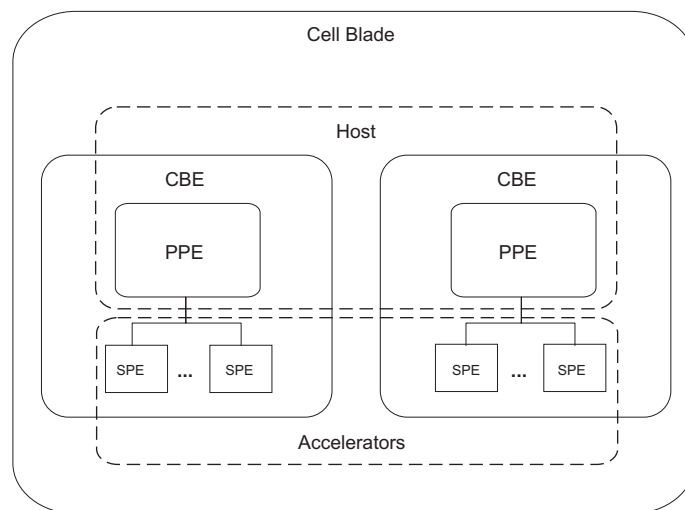 Cell Blade
Host
CBE CBE
PPE PPE
SPE ... SPE SPE ... SPE
Accelerators